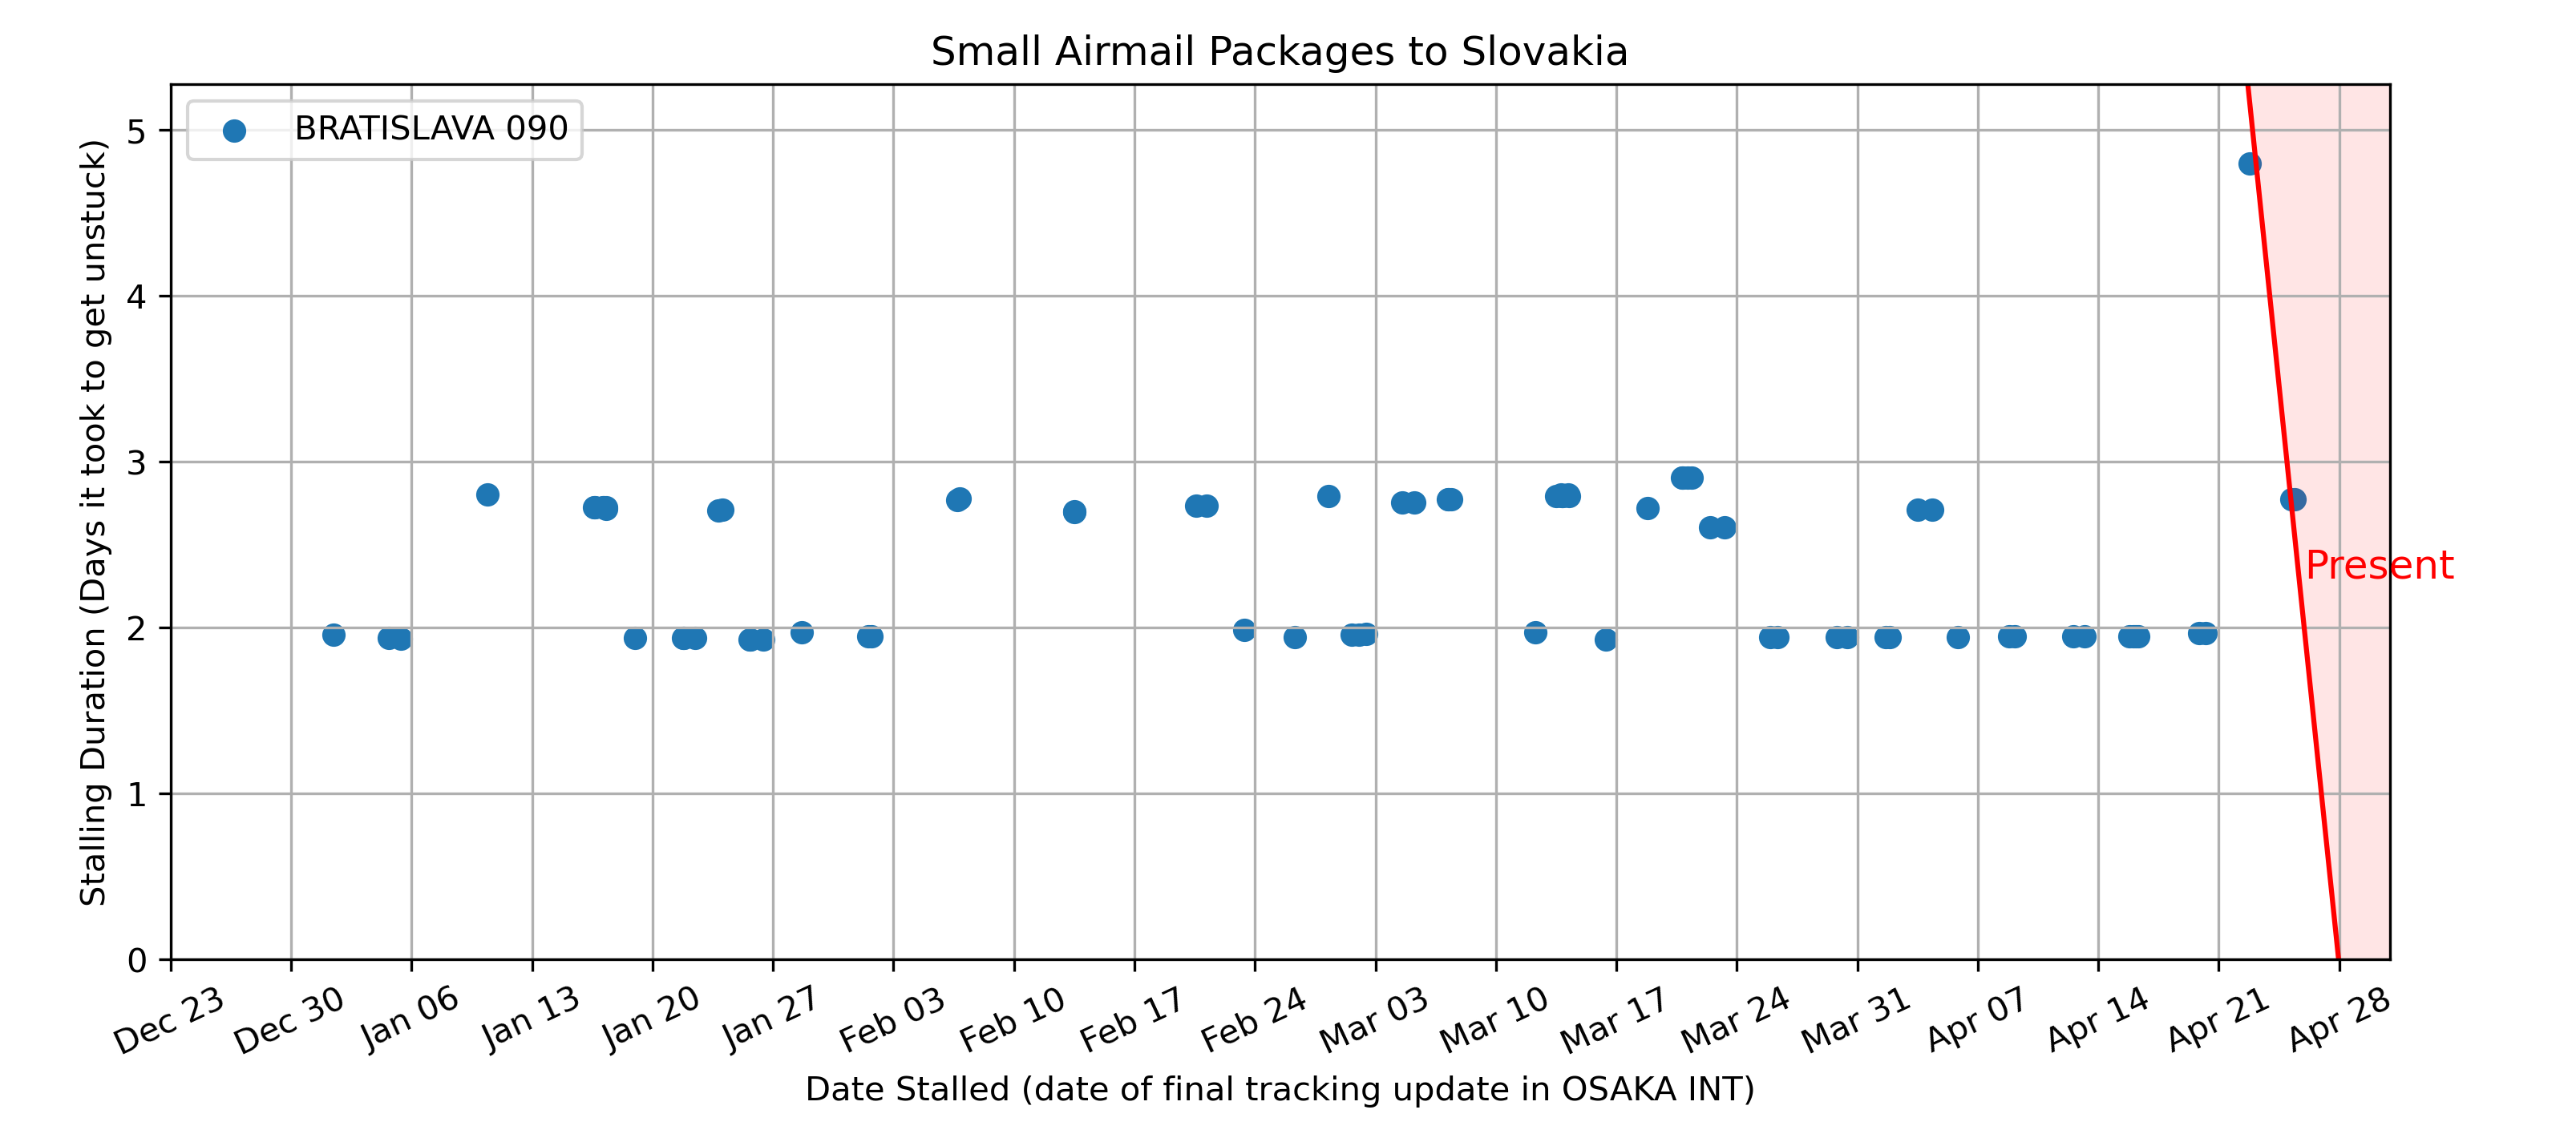 Small Airmail Packages to Slovakia
BRATISLAVA 090
Stalling Duration (Days it took to get unstuck)
5
4
3
2
1
0
Present
Dec 23
Dec 30
Jan 06
Jan 13
Jan 20
Jan 27
Feb 03
Feb 10
Feb 17
Feb 24
Mar 03
Mar 10
Mar 17
Mar 24
Mar 31
Apr 07
Apr 14
Apr 21
Apr 28
Date Stalled (date of final tracking update in OSAKA INT)